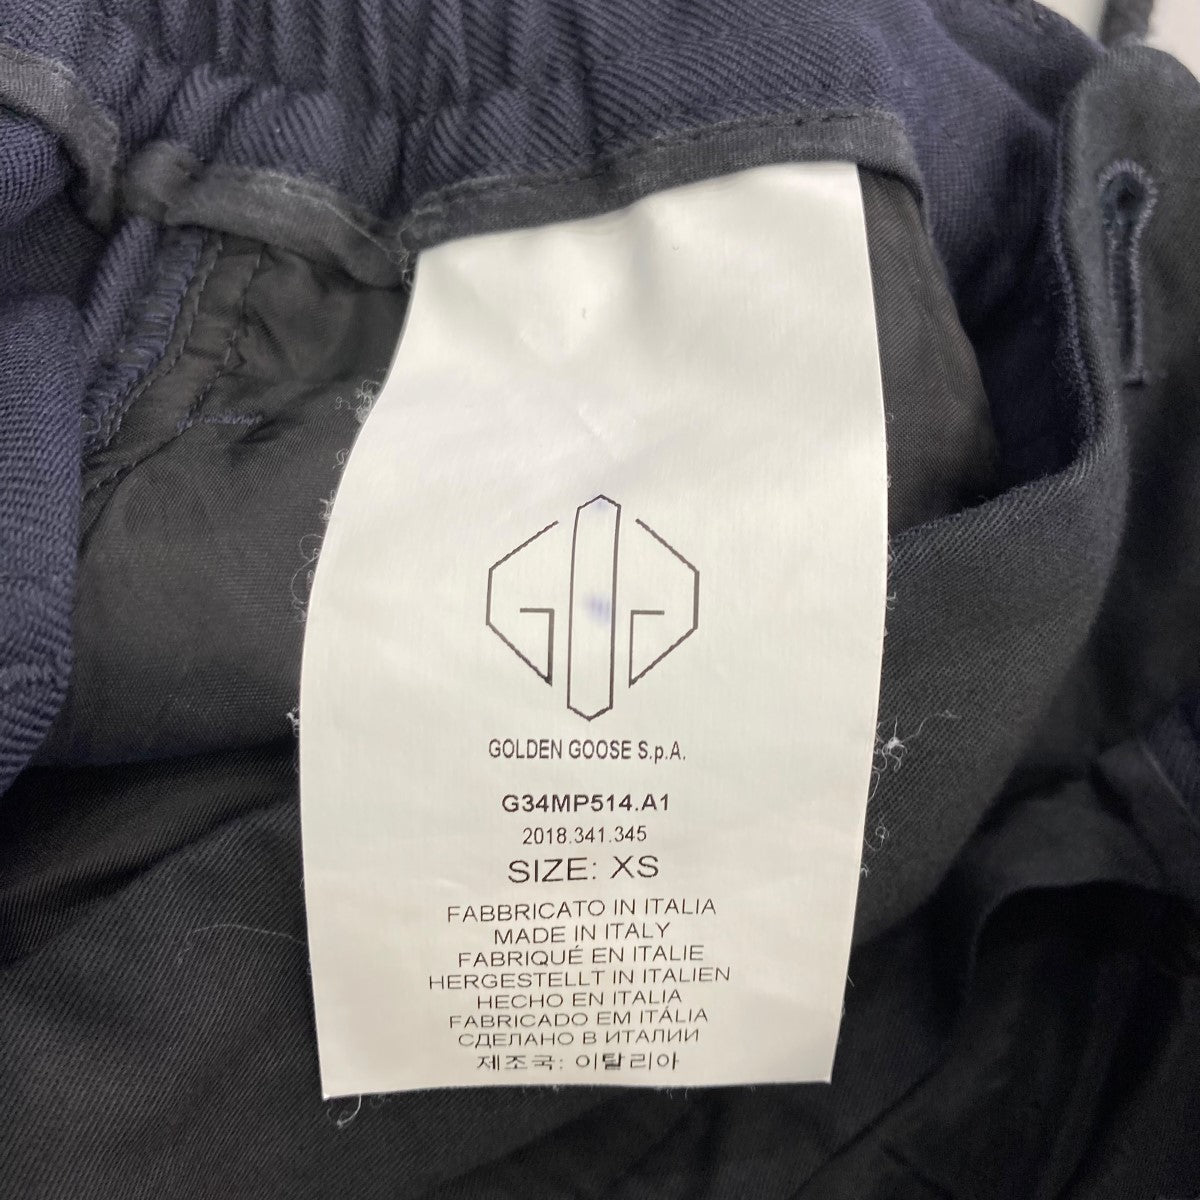 GOLDEN GOOSE S.p.A.
G34MP514.A1
2018.341.345
SIZE: XS
FABBRICATO IN ITALIA
MADE IN ITALY
FABRIQUÉ EN ITALIE
HERGESTELLT IN ITALIEN
HECHO EN ITALIA
FABRICADO EM ITÁLIA
СДЕЛАНО В ИТАЛИИ
제조국: 이탈리아